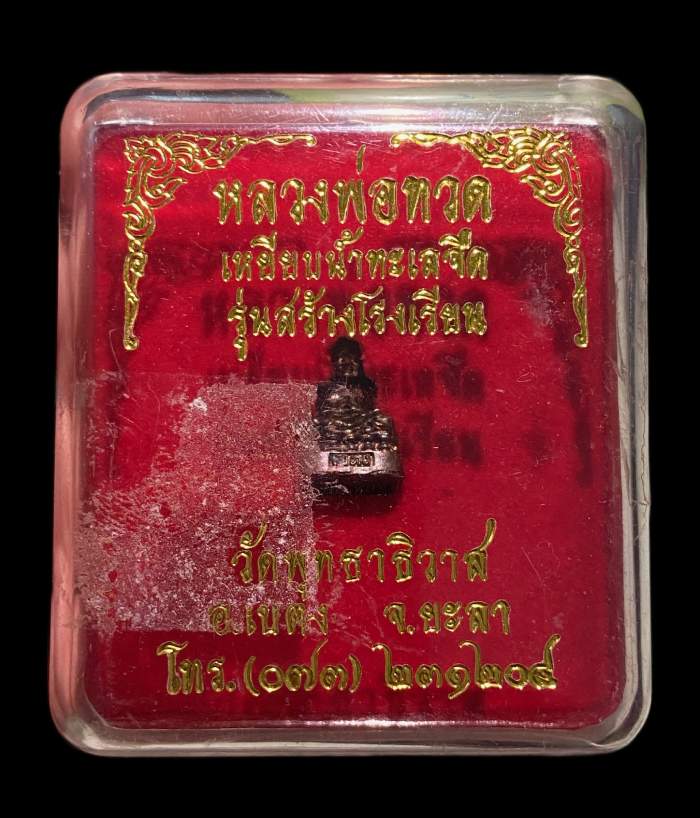 หลวงพ่อทวด
เหยียบน้ำทะเลจืด
รุ่นสร้างโรงเรียน
วัดพุทธาธิวาส
อ.เบตง จ.ยะลา
โทร. (๐๗๓) ๒๓๑๒๐๕